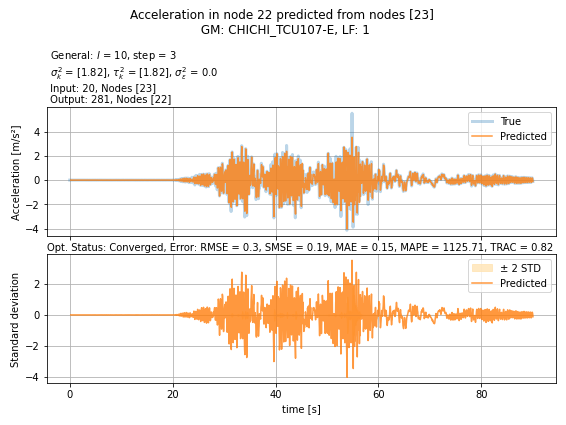 Acceleration in node 22 predicted from nodes [23]
GM: CHICHI_TCU107-E, LF: 1
General: l = 10, step = 3
σ²ₖ = [1.82], τ²ₖ = [1.82], σ²ₑ = 0.0
Input: 20, Nodes [23]
Output: 281, Nodes [22]
True
Predicted
4
2
0
−2
−4
Acceleration [m/s²]
Opt. Status: Converged, Error: RMSE = 0.3, SMSE = 0.19, MAE = 0.15, MAPE = 1125.71, TRAC = 0.82
± 2 STD
Predicted
2
0
−2
−4
Standard deviation
0 20 40 60 80
time [s]